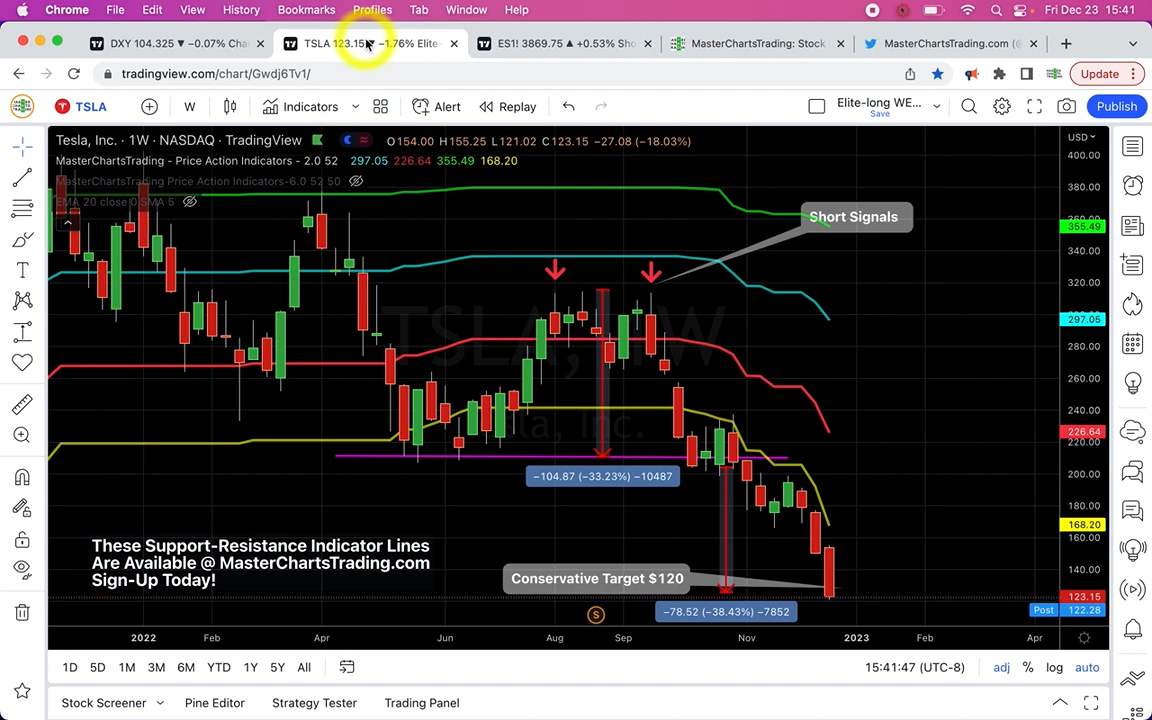 Chrome File Edit View History Bookmarks Profiles Tab Window Help Fri Dec 23 15:41
DXY 104.325 ▼ −0.07% Cha
TSLA 123.15 ▼ −1.76% Elite-
ES1! 3869.75 ▲ +0.53% Sho
MasterChartsTrading: Stock
MasterChartsTrading.com (@
tradingview.com/chart/Gwdj6Tv1/
Update
TSLA W Indicators Alert Replay Elite-long WE... Save Publish
Tesla, Inc. · 1W · NASDAQ · TradingView O154.00 H155.25 L121.02 C123.15 −27.08 (−18.03%)
MasterChartsTrading - Price Action Indicators - 2.0 52 297.05 226.64 355.49 168.20
MasterChartsTrading Price Action Indicators-6.0 52 50
EMA 20 close 0 SMA 5
USD
400.00
380.00
360.00
355.49
340.00
320.00
297.05
280.00
260.00
240.00
226.64
220.00
200.00
180.00
168.20
160.00
140.00
123.15
Post 122.28
Short Signals
TSLA, 1W
Tesla, Inc.
−104.87 (−33.23%) −10487
These Support-Resistance Indicator Lines
Are Available @ MasterChartsTrading.com
Sign-Up Today!
Conservative Target $120
S
−78.52 (−38.43%) −7852
2022 Feb Apr Jun Aug Sep Nov 2023 Feb Apr
1D 5D 1M 3M 6M YTD 1Y 5Y All 15:41:47 (UTC-8) adj % log auto
Stock Screener Pine Editor Strategy Tester Trading Panel